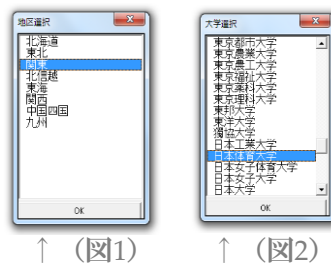 地区選択
北海道
東北
関東
北信越
東海
関西
中国四国
九州
OK
↑ (図1)
大学選択
東京都市大学
東京農業大学
東京農工大学
東京福祉大学
東京薬科大学
東京理科大学
東邦大学
東洋大学
獨協大学
日本工業大学
日本体育大学
日本女子体育大学
日本女子大学
日本大学
OK
↑ (図2)